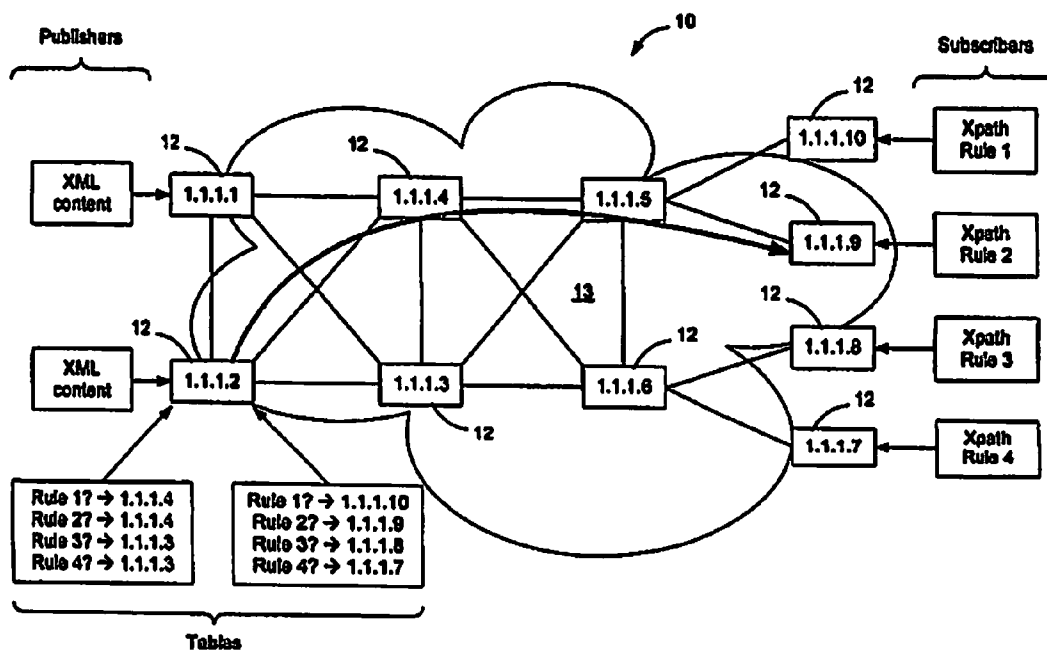 Publishers
10
Subscribers
12
1.1.1.10
Xpath
Rule 1
12
12
XML
content
1.1.1.1
1.1.1.4
1.1.1.5
12
1.1.1.9
Xpath
Rule 2
13
12
12
12
XML
content
1.1.1.2
1.1.1.3
1.1.1.6
1.1.1.8
Xpath
Rule 3
12
12
1.1.1.7
Xpath
Rule 4
Rule 1? → 1.1.1.4
Rule 2? → 1.1.1.4
Rule 3? → 1.1.1.3
Rule 4? → 1.1.1.3
Rule 1? → 1.1.1.10
Rule 2? → 1.1.1.9
Rule 3? → 1.1.1.8
Rule 4? → 1.1.1.7
Tables